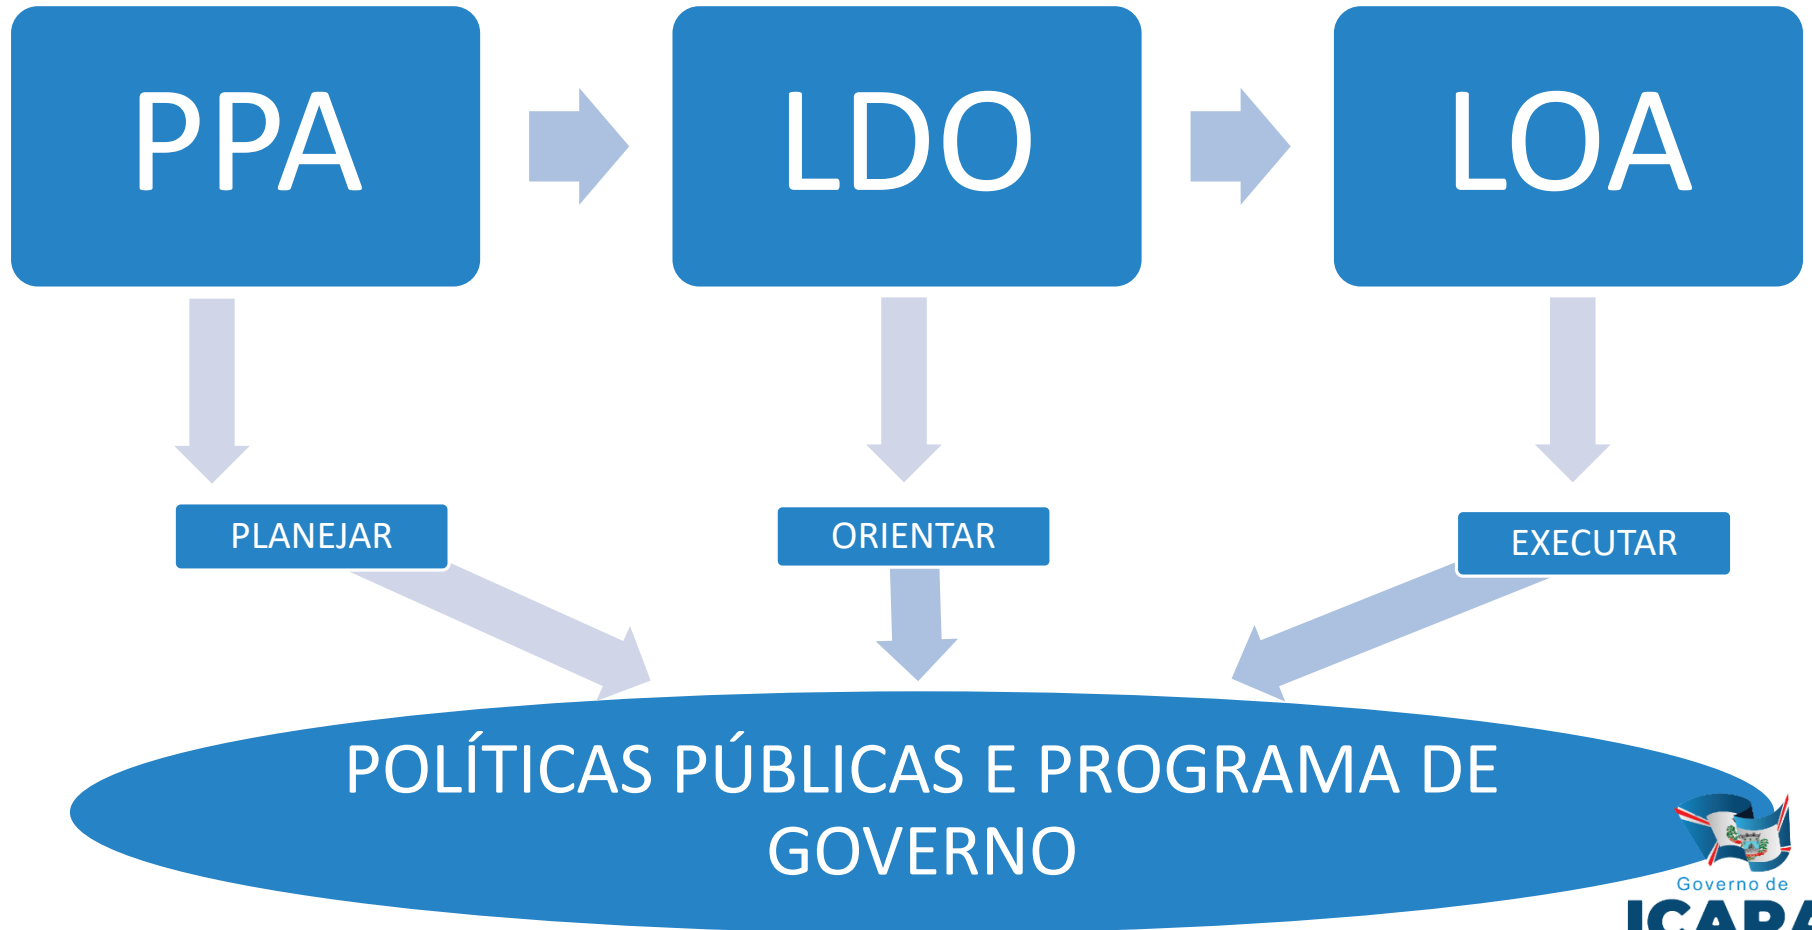 PPA
LDO
LOA
PLANEJAR
ORIENTAR
EXECUTAR
POLÍTICAS PÚBLICAS E PROGRAMA DE
GOVERNO
Governo de